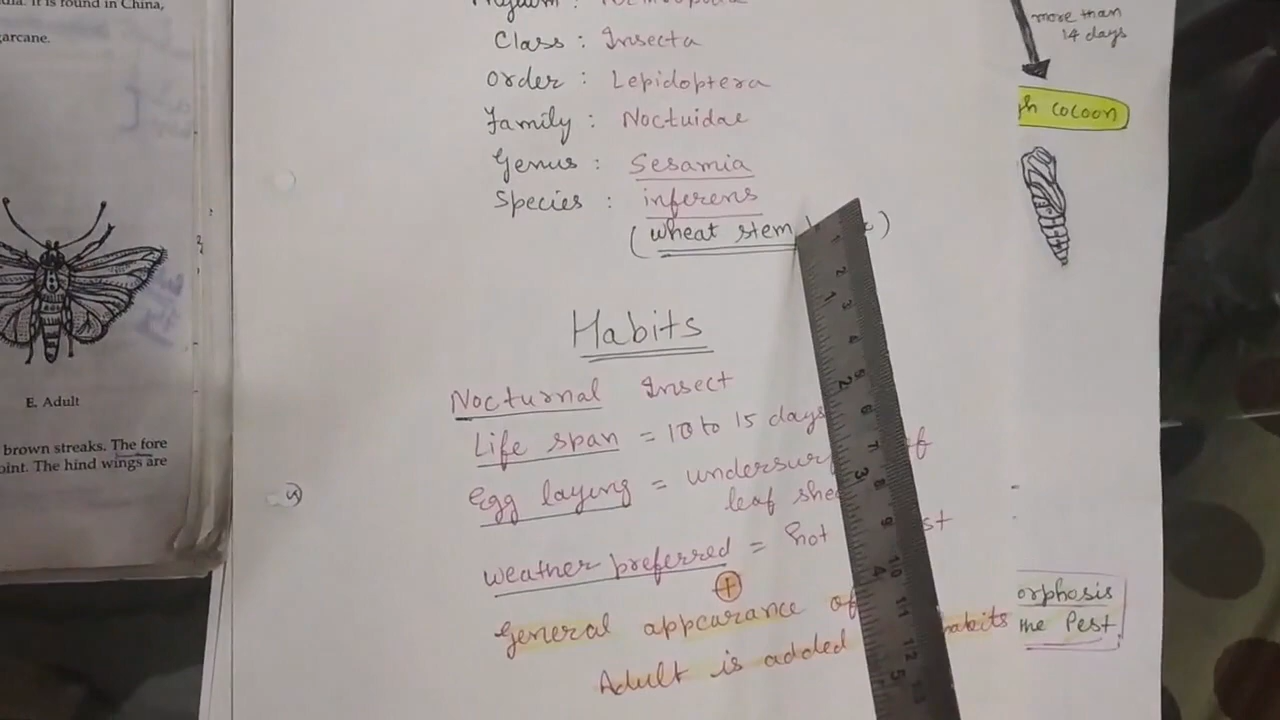 It is found in China,
arcane.
E. Adult
brown streaks. The fore
The hind wings are
Class : Insecta
Order : Lepidoptera
Family : Noctuidae
Genus : Sesamia
Species : inferens
(wheat stem
Habits
Nocturnal Insect
Life span = 10 to 15 days
Egg laying = undersur of
leaf she
weather preferred = hot
+
General appearance of habits
Adult is added
more than
14 days
cocoon
orphosis
the Pest